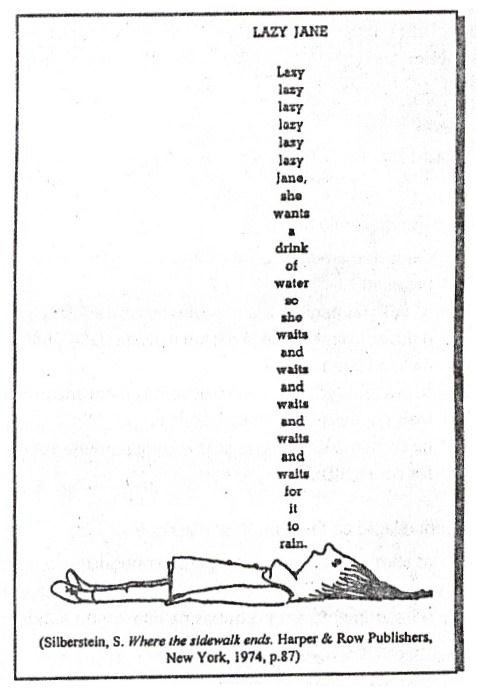 LAZY JANE
Lazy
lazy
lazy
lazy
lazy
lazy
Jane,
she
wants
a
drink
of
water
so
she
waits
and
waits
and
waits
and
waits
and
waits
for
it
to
rain.
(Silberstein, S. Where the sidewalk ends. Harper & Row Publishers,
New York, 1974, p.87)